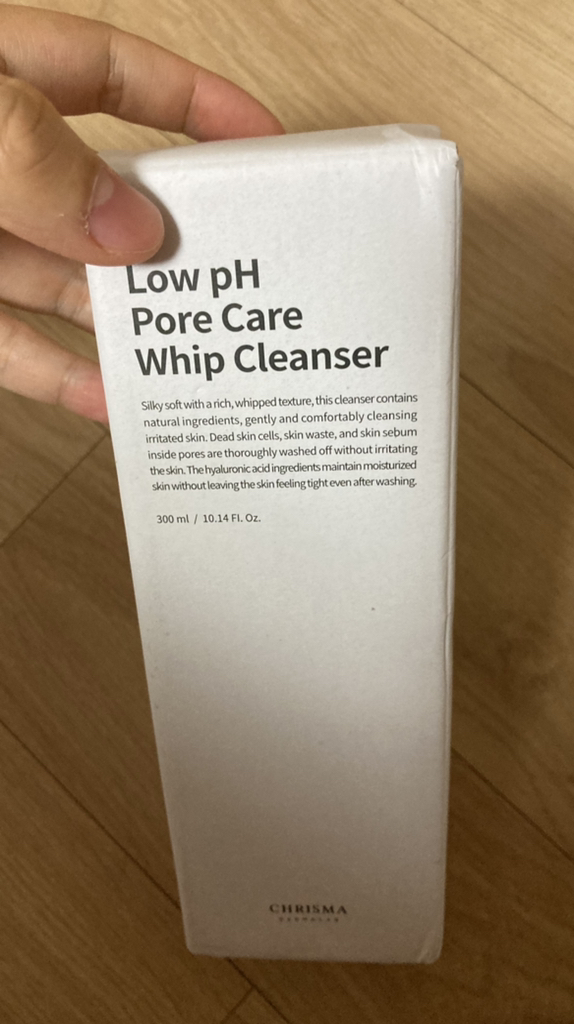 Low pH
Pore Care
Whip Cleanser
Silky soft with a rich, whipped texture, this cleanser contains
natural ingredients, gently and comfortably cleansing
irritated skin. Dead skin cells, skin waste, and skin sebum
inside pores are thoroughly washed off without irritating
the skin. The hyaluronic acid ingredients maintain moisturized
skin without leaving the skin feeling tight even after washing.
300 ml / 10.14 Fl. Oz.
CHRISMA